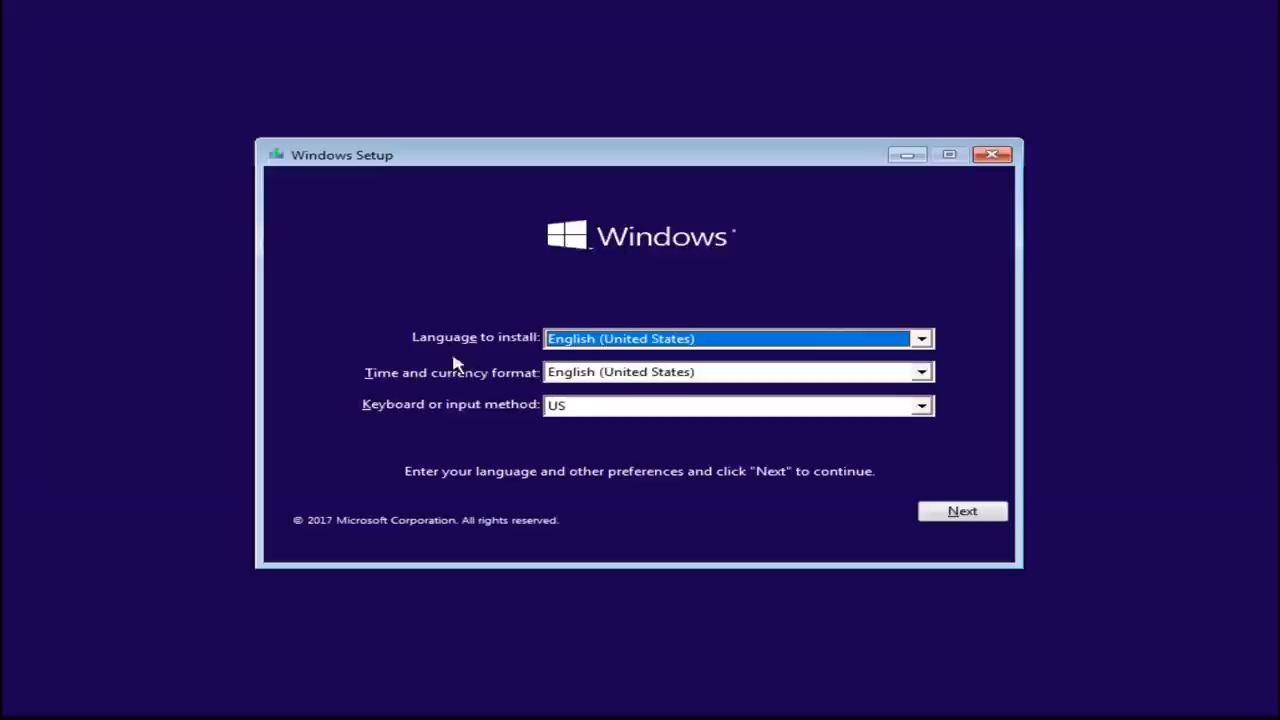 Windows Setup
Windows
Language to install: English (United States)
Time and currency format: English (United States)
Keyboard or input method: US
Enter your language and other preferences and click "Next" to continue.
Next
© 2017 Microsoft Corporation. All rights reserved.